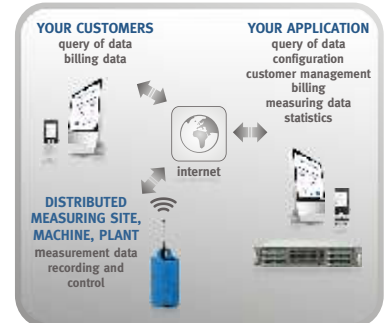 YOUR CUSTOMERS
query of data
billing data
YOUR APPLICATION
query of data
configuration
customer management
billing
measuring data
statistics
internet
DISTRIBUTED
MEASURING SITE,
MACHINE, PLANT
measurement data
recording and
control